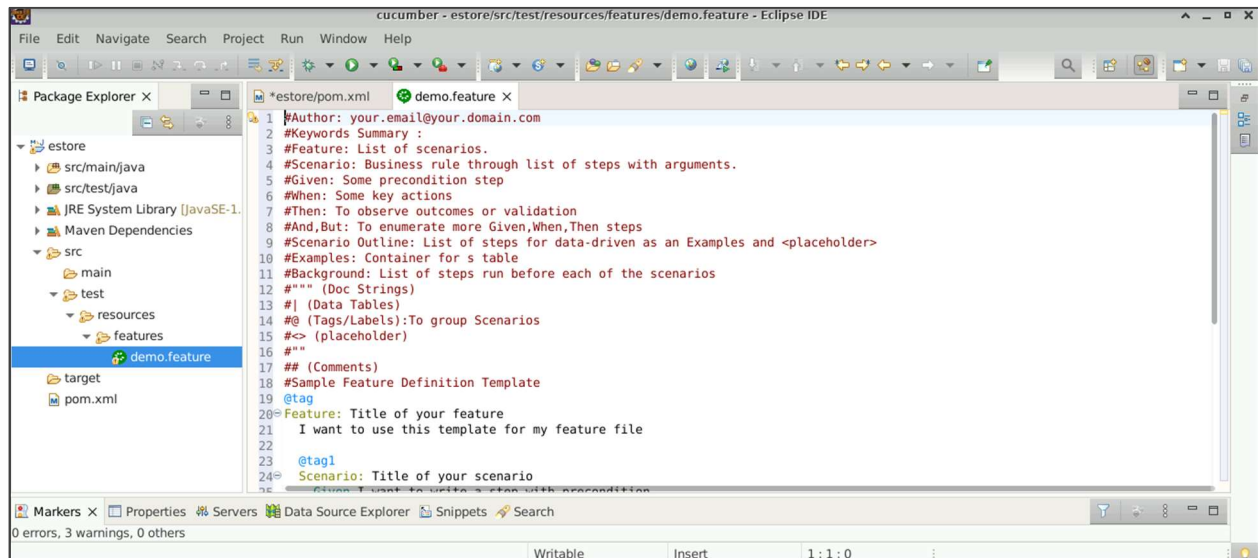 cucumber - estore/src/test/resources/features/demo.feature - Eclipse IDE
File Edit Navigate Search Project Run Window Help
Package Explorer
*estore/pom.xml
demo.feature
estore
src/main/java
src/test/java
JRE System Library [JavaSE-1.
Maven Dependencies
src
main
test
resources
features
demo.feature
target
pom.xml
1 #Author: your.email@your.domain.com
2 #Keywords Summary :
3 #Feature: List of scenarios.
4 #Scenario: Business rule through list of steps with arguments.
5 #Given: Some precondition step
6 #When: Some key actions
7 #Then: To observe outcomes or validation
8 #And,But: To enumerate more Given,When,Then steps
9 #Scenario Outline: List of steps for data-driven as an Examples and <placeholder>
10 #Examples: Container for s table
11 #Background: List of steps run before each of the scenarios
12 #""" (Doc Strings)
13 #| (Data Tables)
14 #@ (Tags/Labels):To group Scenarios
15 #<> (placeholder)
16 #""
17 ## (Comments)
18 #Sample Feature Definition Template
19 @tag
20 Feature: Title of your feature
21 I want to use this template for my feature file
22
23 @tag1
24 Scenario: Title of your scenario
25 Given I want to write a step with precondition
Markers Properties Servers Data Source Explorer Snippets Search
0 errors, 3 warnings, 0 others
Writable Insert 1 : 1 : 0